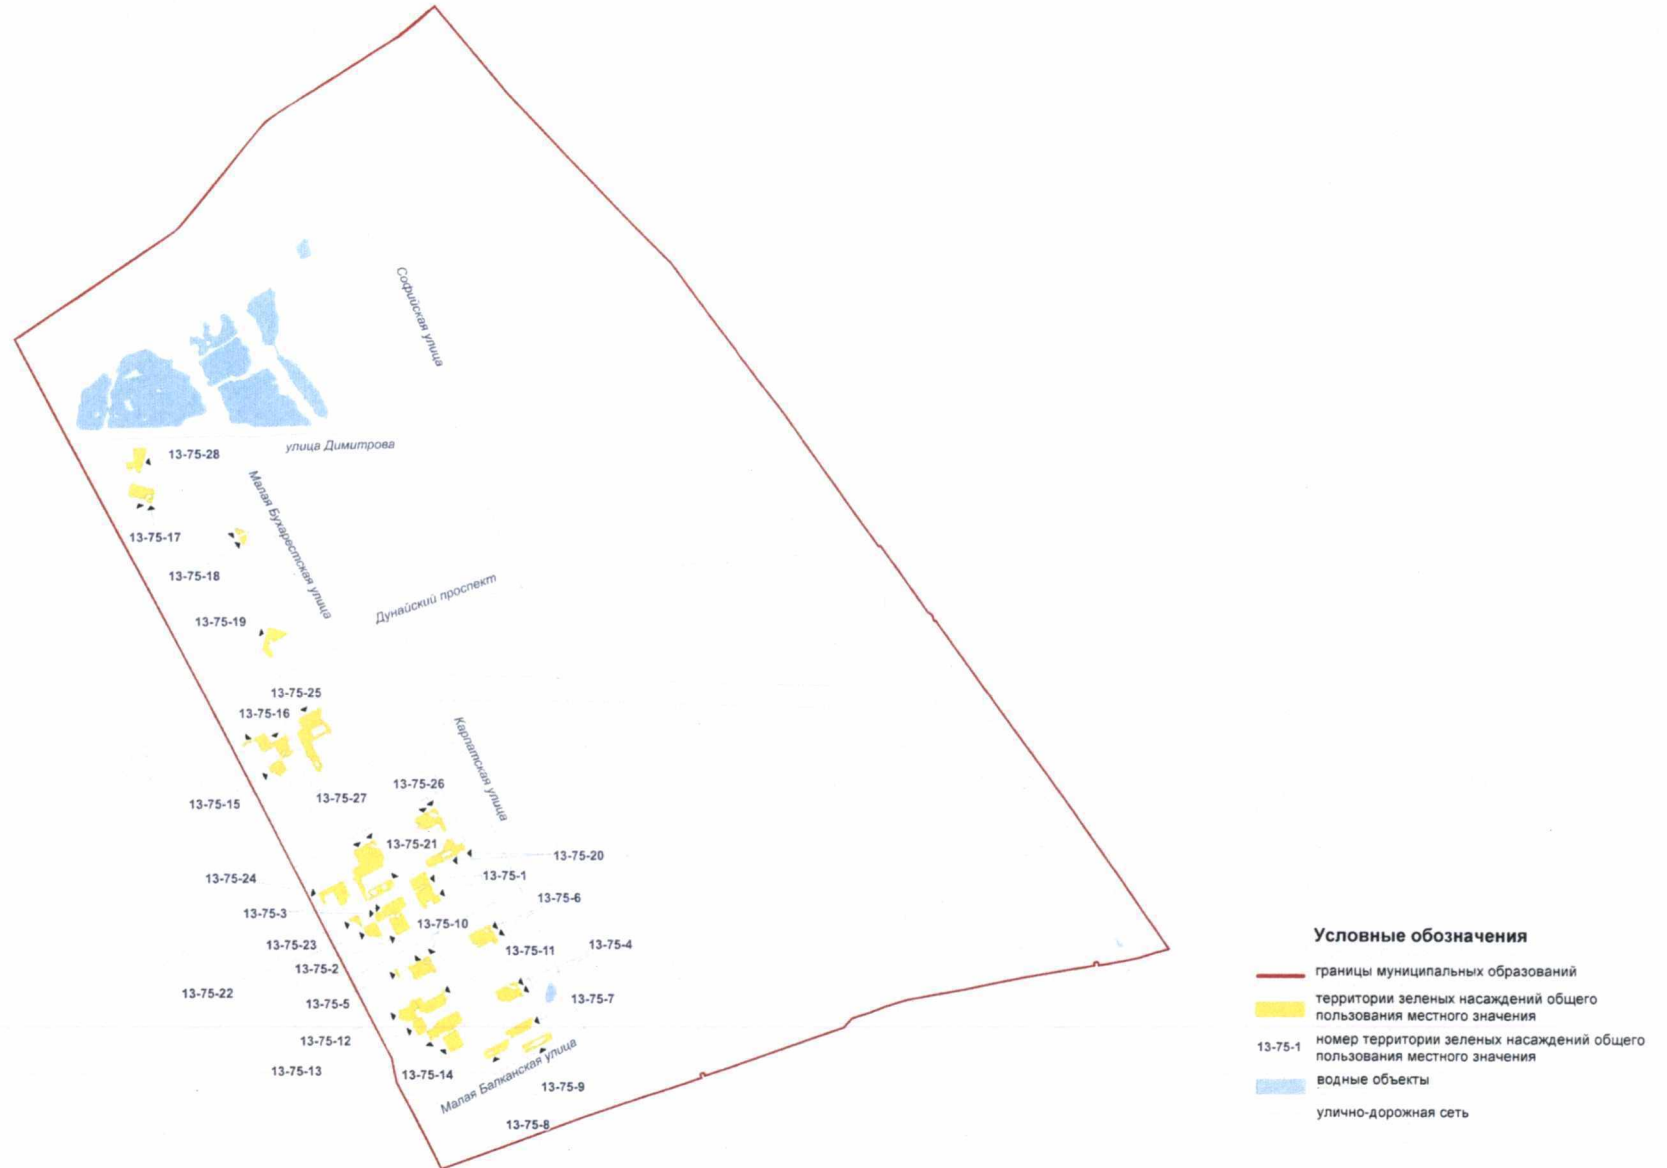 Софийская улица
улица Димитрова
13-75-28
Малая Бухарестская улица
13-75-17
13-75-18
Дунайский проспект
13-75-19
13-75-25
13-75-16
Карпатская улица
13-75-26
13-75-27
13-75-15
13-75-21
13-75-20
13-75-1
13-75-24
13-75-6
13-75-3
13-75-10
13-75-23
13-75-11
13-75-4
13-75-2
13-75-22
13-75-7
13-75-5
13-75-12
13-75-13
13-75-14
Малая Балканская улица
13-75-9
13-75-8
Условные обозначения
границы муниципальных образований
территории зеленых насаждений общего
пользования местного значения
13-75-1 номер территории зеленых насаждений общего
пользования местного значения
водные объекты
улично-дорожная сеть